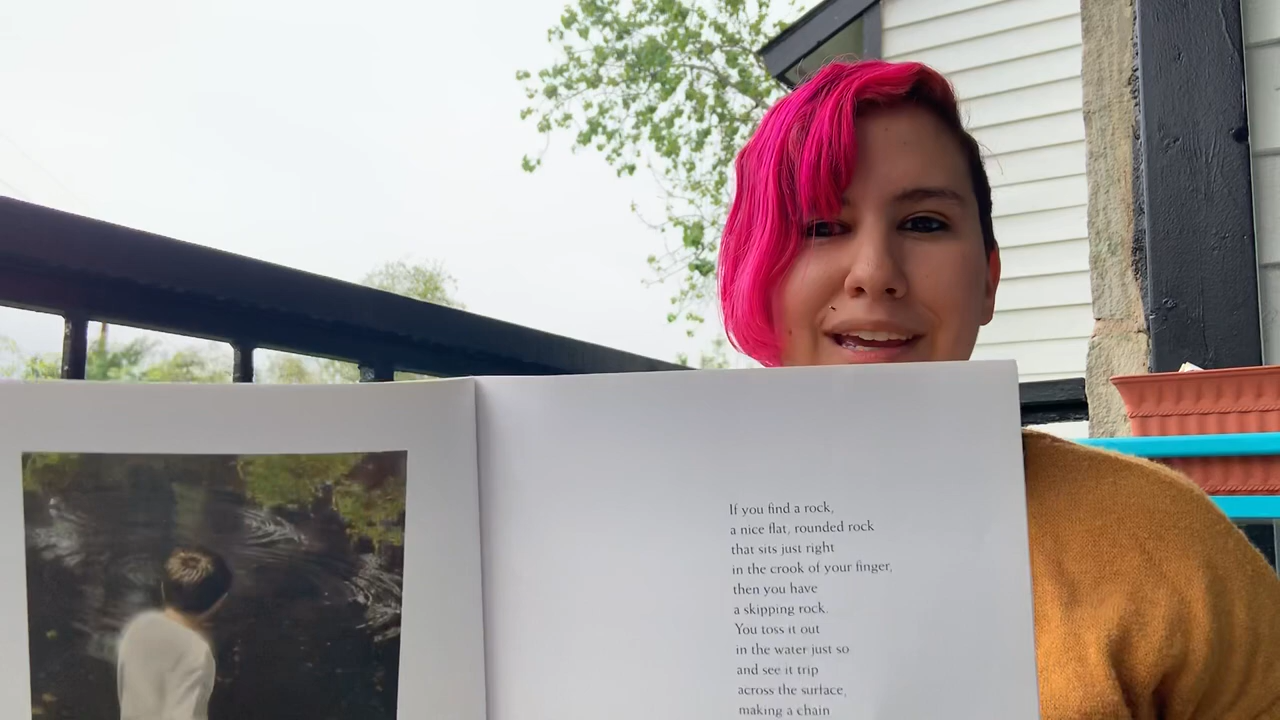 If you find a rock,
a nice flat, rounded rock
that sits just right
in the crook of your finger,
then you have
a skipping rock.
You toss it out
in the water just so
and see it trip
across the surface,
making a chain